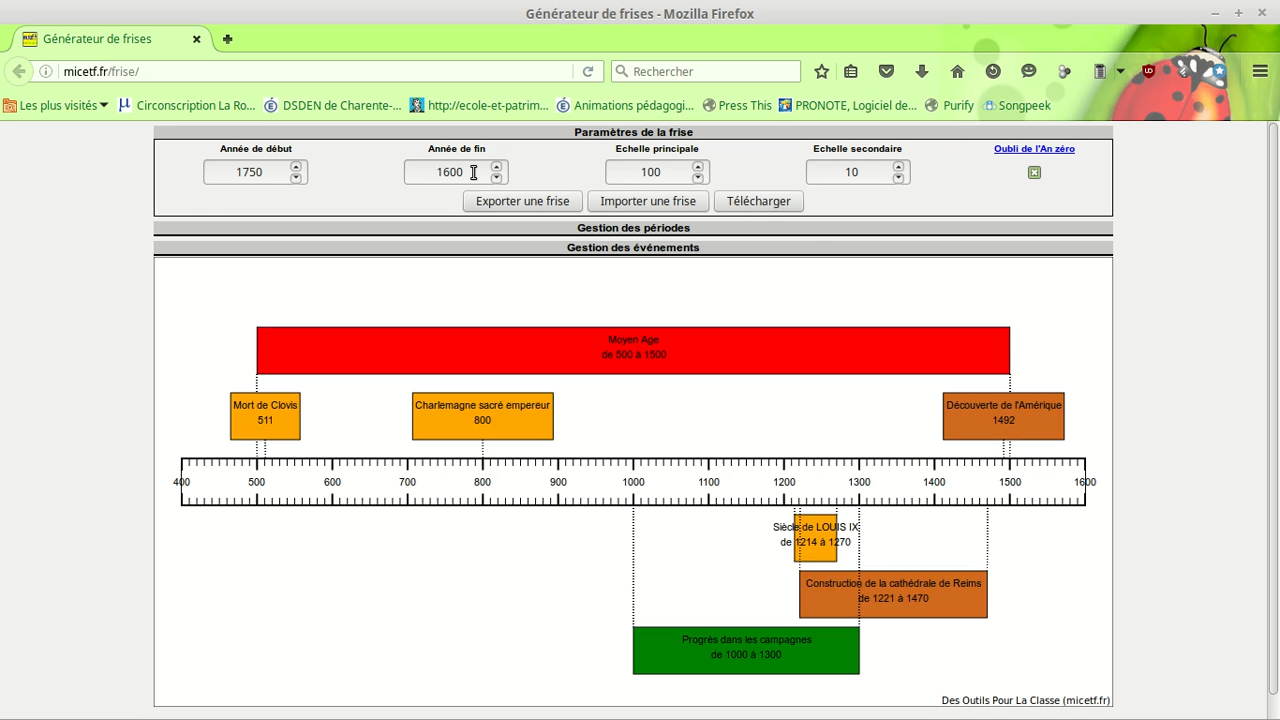 Générateur de frises - Mozilla Firefox
Générateur de frises
micetf.fr/frise/
Rechercher
Les plus visités
Circonscription La Ro...
DSDEN de Charente-...
http://ecole-et-patrim...
Animations pédagogi...
Press This
PRONOTE, Logiciel de...
Purify
Songpeek
Paramètres de la frise
Année de début
Année de fin
Echelle principale
Echelle secondaire
Oubli de l'An zéro
1750
1600
100
10
Exporter une frise
Importer une frise
Télécharger
Gestion des périodes
Gestion des événements
Moyen Age
de 500 à 1500
Mort de Clovis
511
Charlemagne sacré empereur
800
Découverte de l'Amérique
1492
400 500 600 700 800 900 1000 1100 1200 1300 1400 1500 1600
Siècle de LOUIS IX
de 1214 à 1270
Construction de la cathédrale de Reims
de 1221 à 1470
Progrès dans les campagnes
de 1000 à 1300
Des Outils Pour La Classe (micetf.fr)